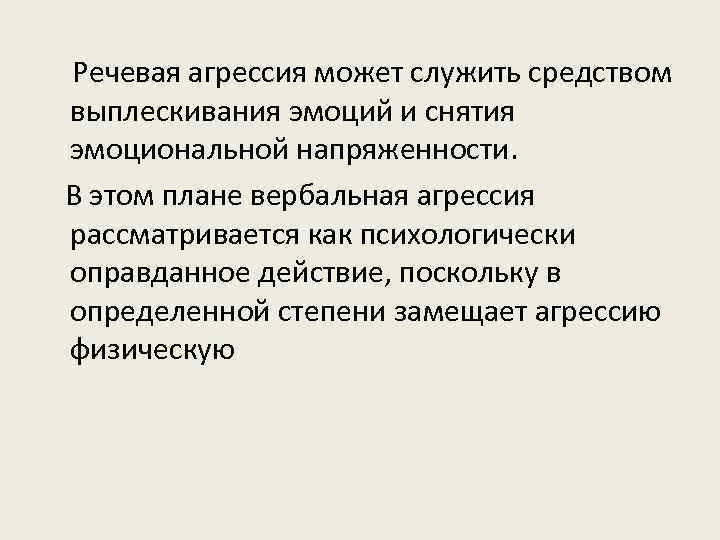 Речевая агрессия может служить средством
выплескивания эмоций и снятия
эмоциональной напряженности.
В этом плане вербальная агрессия
рассматривается как психологически
оправданное действие, поскольку в
определенной степени замещает агрессию
физическую